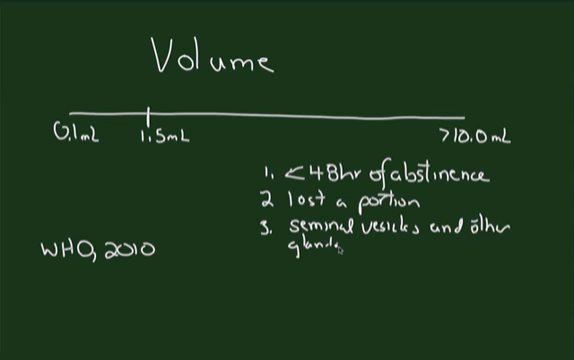 Volume
0.1mL 1.5mL >10.0mL
1. <48hr of abstinence
2 lost a portion
3. seminal vesicles and other
glands
WHO, 2010